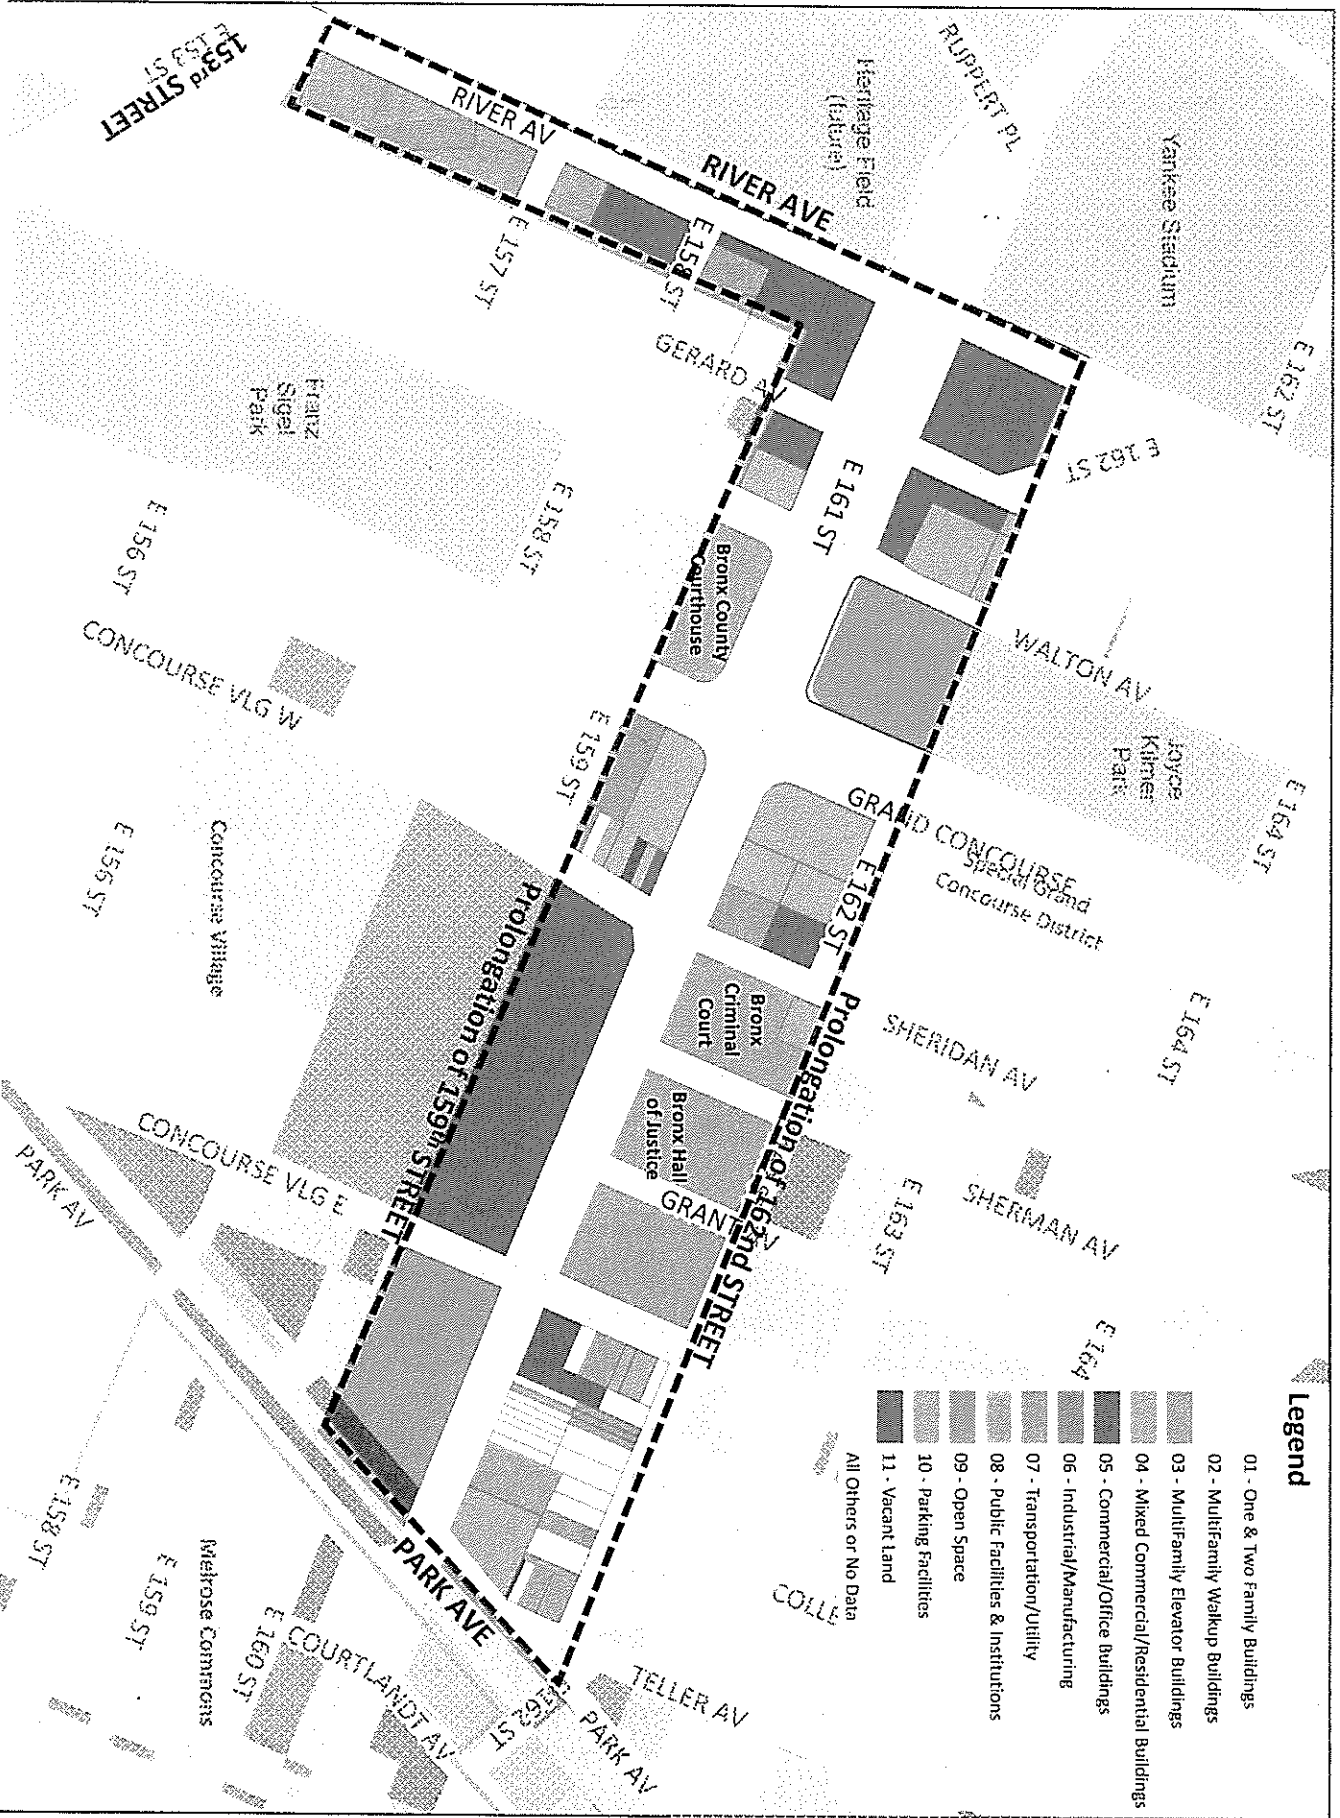 Legend
01 - One & Two Family Buildings
02 - MultiFamily Walkup Buildings
03 - MultiFamily Elevator Buildings
04 - Mixed Commercial/Residential Buildings
05 - Commercial/Office Buildings
06 - Industrial/Manufacturing
07 - Transportation/Utility
08 - Public Facilities & Institutions
09 - Open Space
10 - Parking Facilities
11 - Vacant Land
All Others or No Data
Yankee Stadium
E 162 ST
RUPPERT PL
Heritage Field
(future)
E 162 ST
RIVER AVE
RIVER AV
153rd STREET
E 153 ST
E 157 ST
E 158 ST
GERARD AV
E 161 ST
Franz
Sigel
Park
E 158 ST
E 156 ST
WALTON AV
Joyce
Kilmer
Park
E 164 ST
Bronx County
Courthouse
CONCOURSE VLG W
E 159 ST
GRAND CONCOURSE
Special Grand
Concourse District
E 162 ST
E 156 ST
Concourse Village
Prolongation of 159th STREET
Prolongation of 162nd STREET
Bronx
Criminal
Court
SHERIDAN AV
E 164 ST
Bronx Hall
of Justice
GRANT AV
E 163 ST
SHERMAN AV
E 164
CONCOURSE VLG E
PARK AV
PARK AVE
COLLE
TELLER AV
PARK AV
E 162 ST
COURTLANDT AV
E 160 ST
E 159 ST
E 158 ST
Melrose Commons